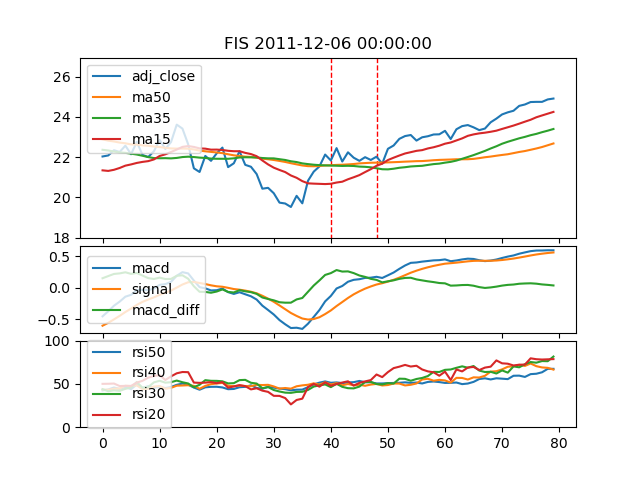 FIS 2011-12-06 00:00:00
26
24
22
20
18
adj_close
ma50
ma35
ma15
0.5
0.0
−0.5
macd
signal
macd_diff
100
50
0
rsi50
rsi40
rsi30
rsi20
0 10 20 30 40 50 60 70 80